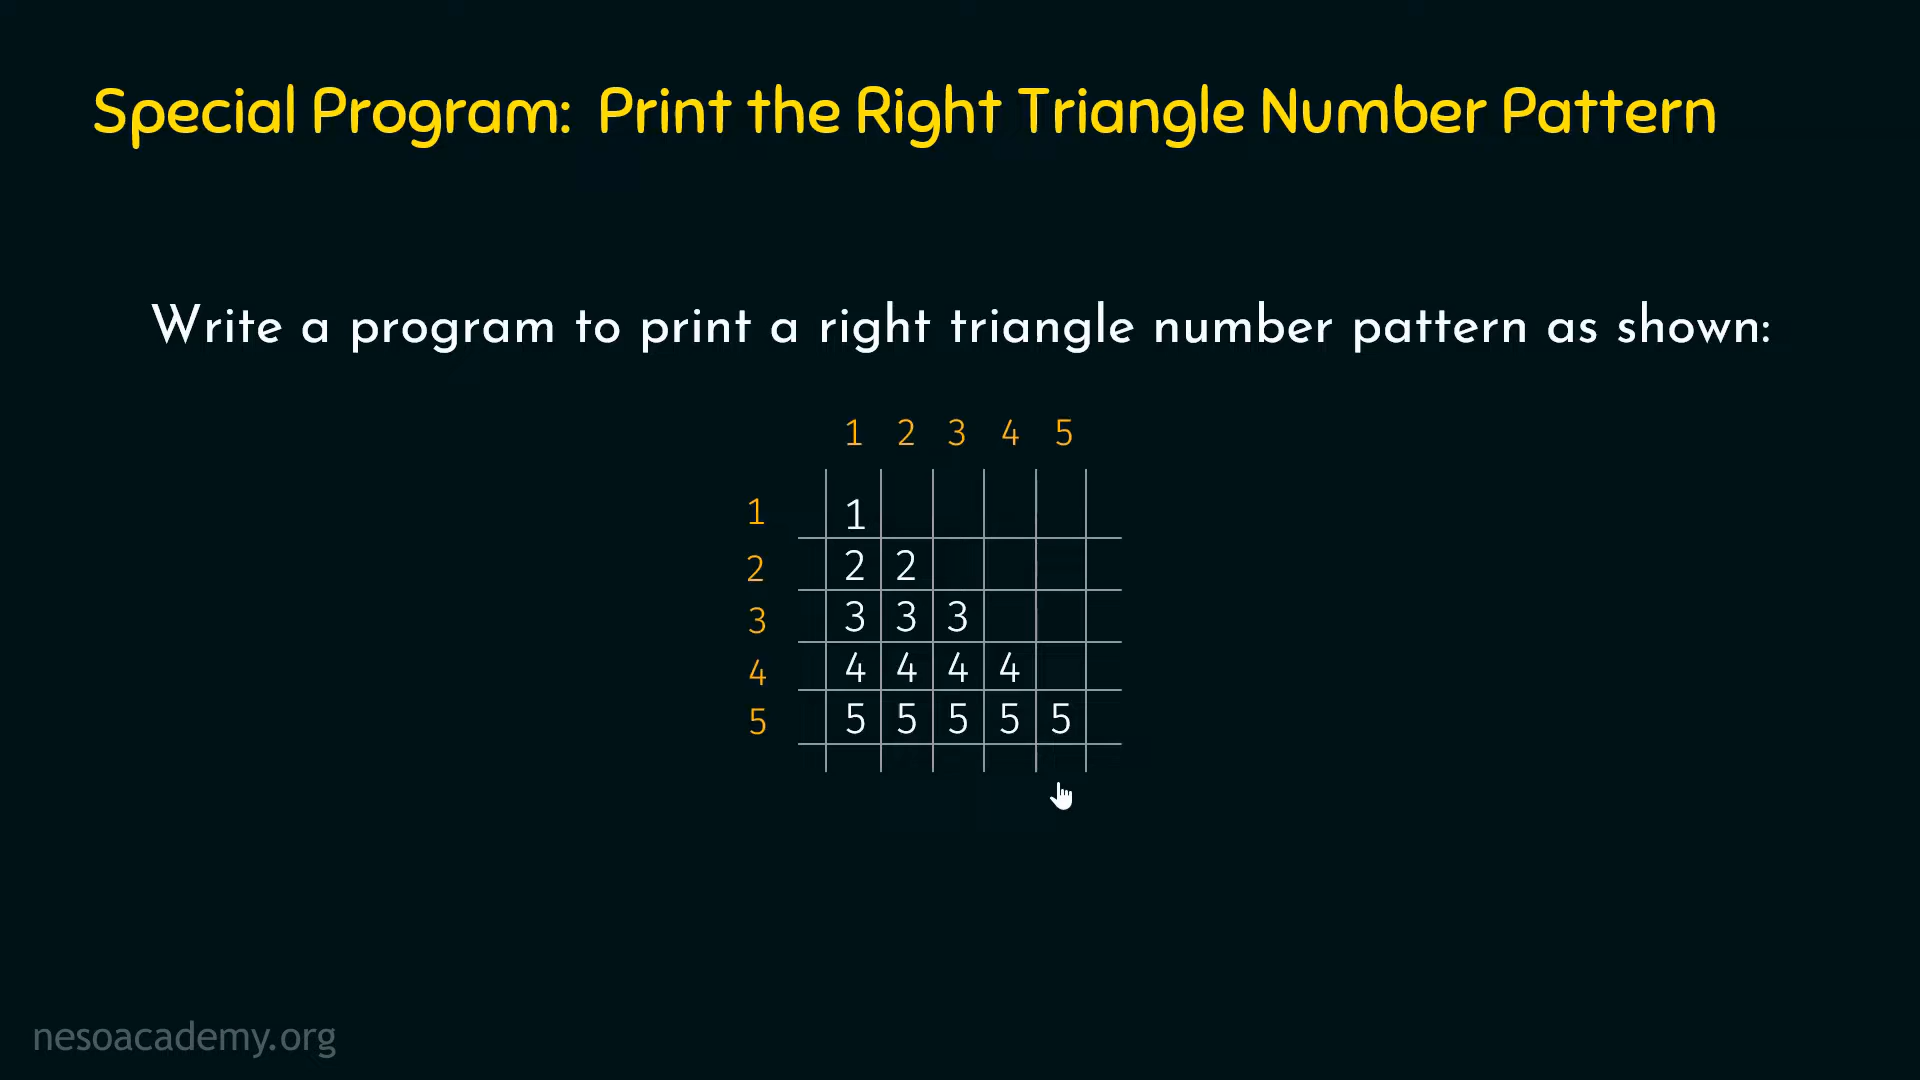 Special Program: Print the Right Triangle Number Pattern
Write a program to print a right triangle number pattern as shown:
1 2 3 4 5
1 1
2 2 2
3 3 3 3
4 4 4 4 4
5 5 5 5 5 5
nesoacademy.org